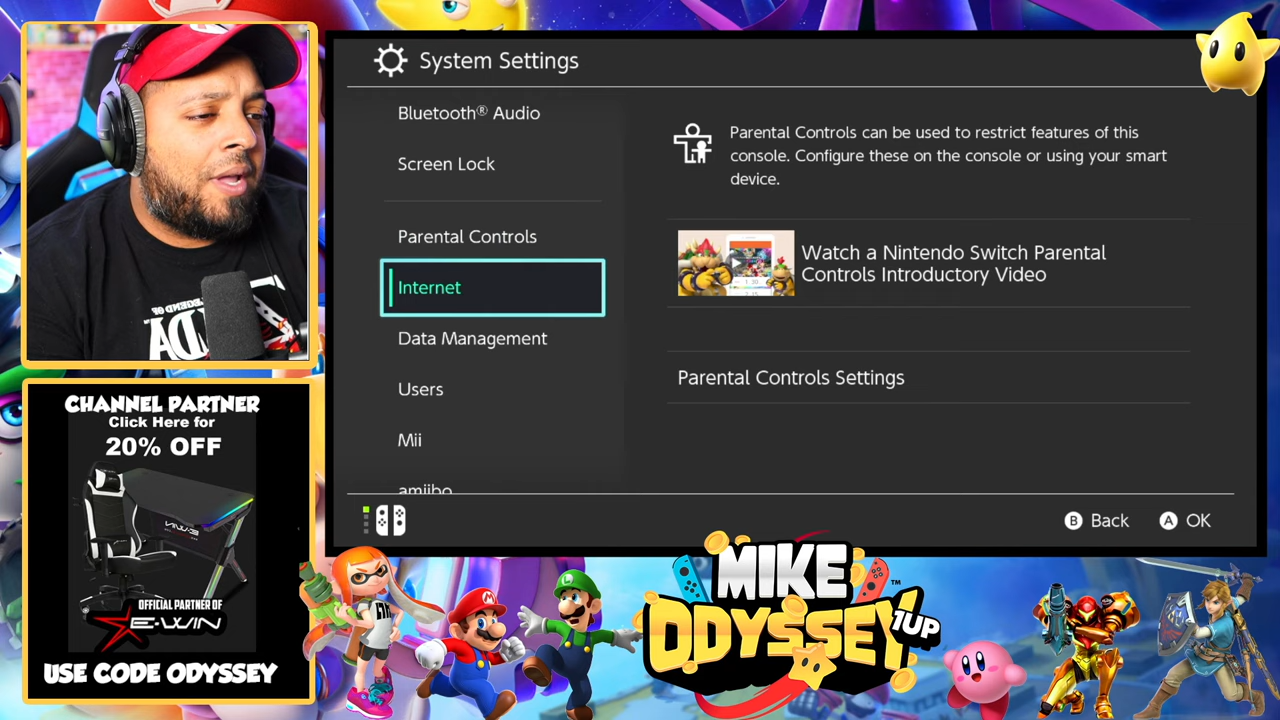 System Settings
Bluetooth® Audio
Screen Lock
Parental Controls
Internet
Data Management
Users
Mii
amiibo
Parental Controls can be used to restrict features of this
console. Configure these on the console or using your smart
device.
Watch a Nintendo Switch Parental
Controls Introductory Video
Parental Controls Settings
B Back
A OK
CHANNEL PARTNER
Click Here for
20% OFF
OFFICIAL PARTNER OF
E-WIN
USE CODE ODYSSEY
MIKE
ODYSSEY
1UP
™